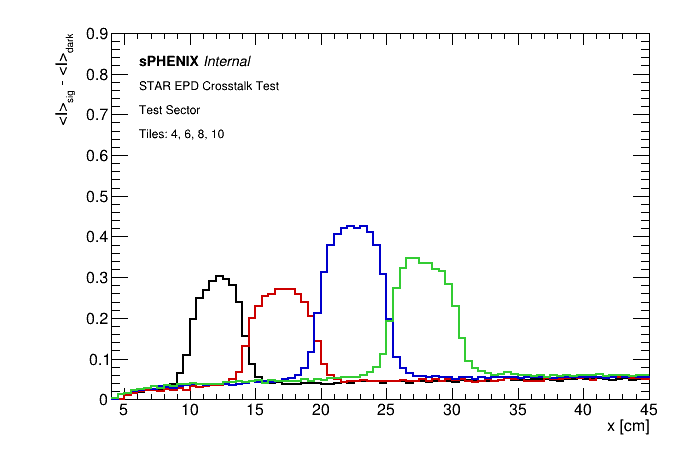 <I>sig - <I>dark
0.9
0.8
0.7
0.6
0.5
0.4
0.3
0.2
0.1
0
sPHENIX Internal
STAR EPD Crosstalk Test
Test Sector
Tiles: 4, 6, 8, 10
5 10 15 20 25 30 35 40 45
x [cm]